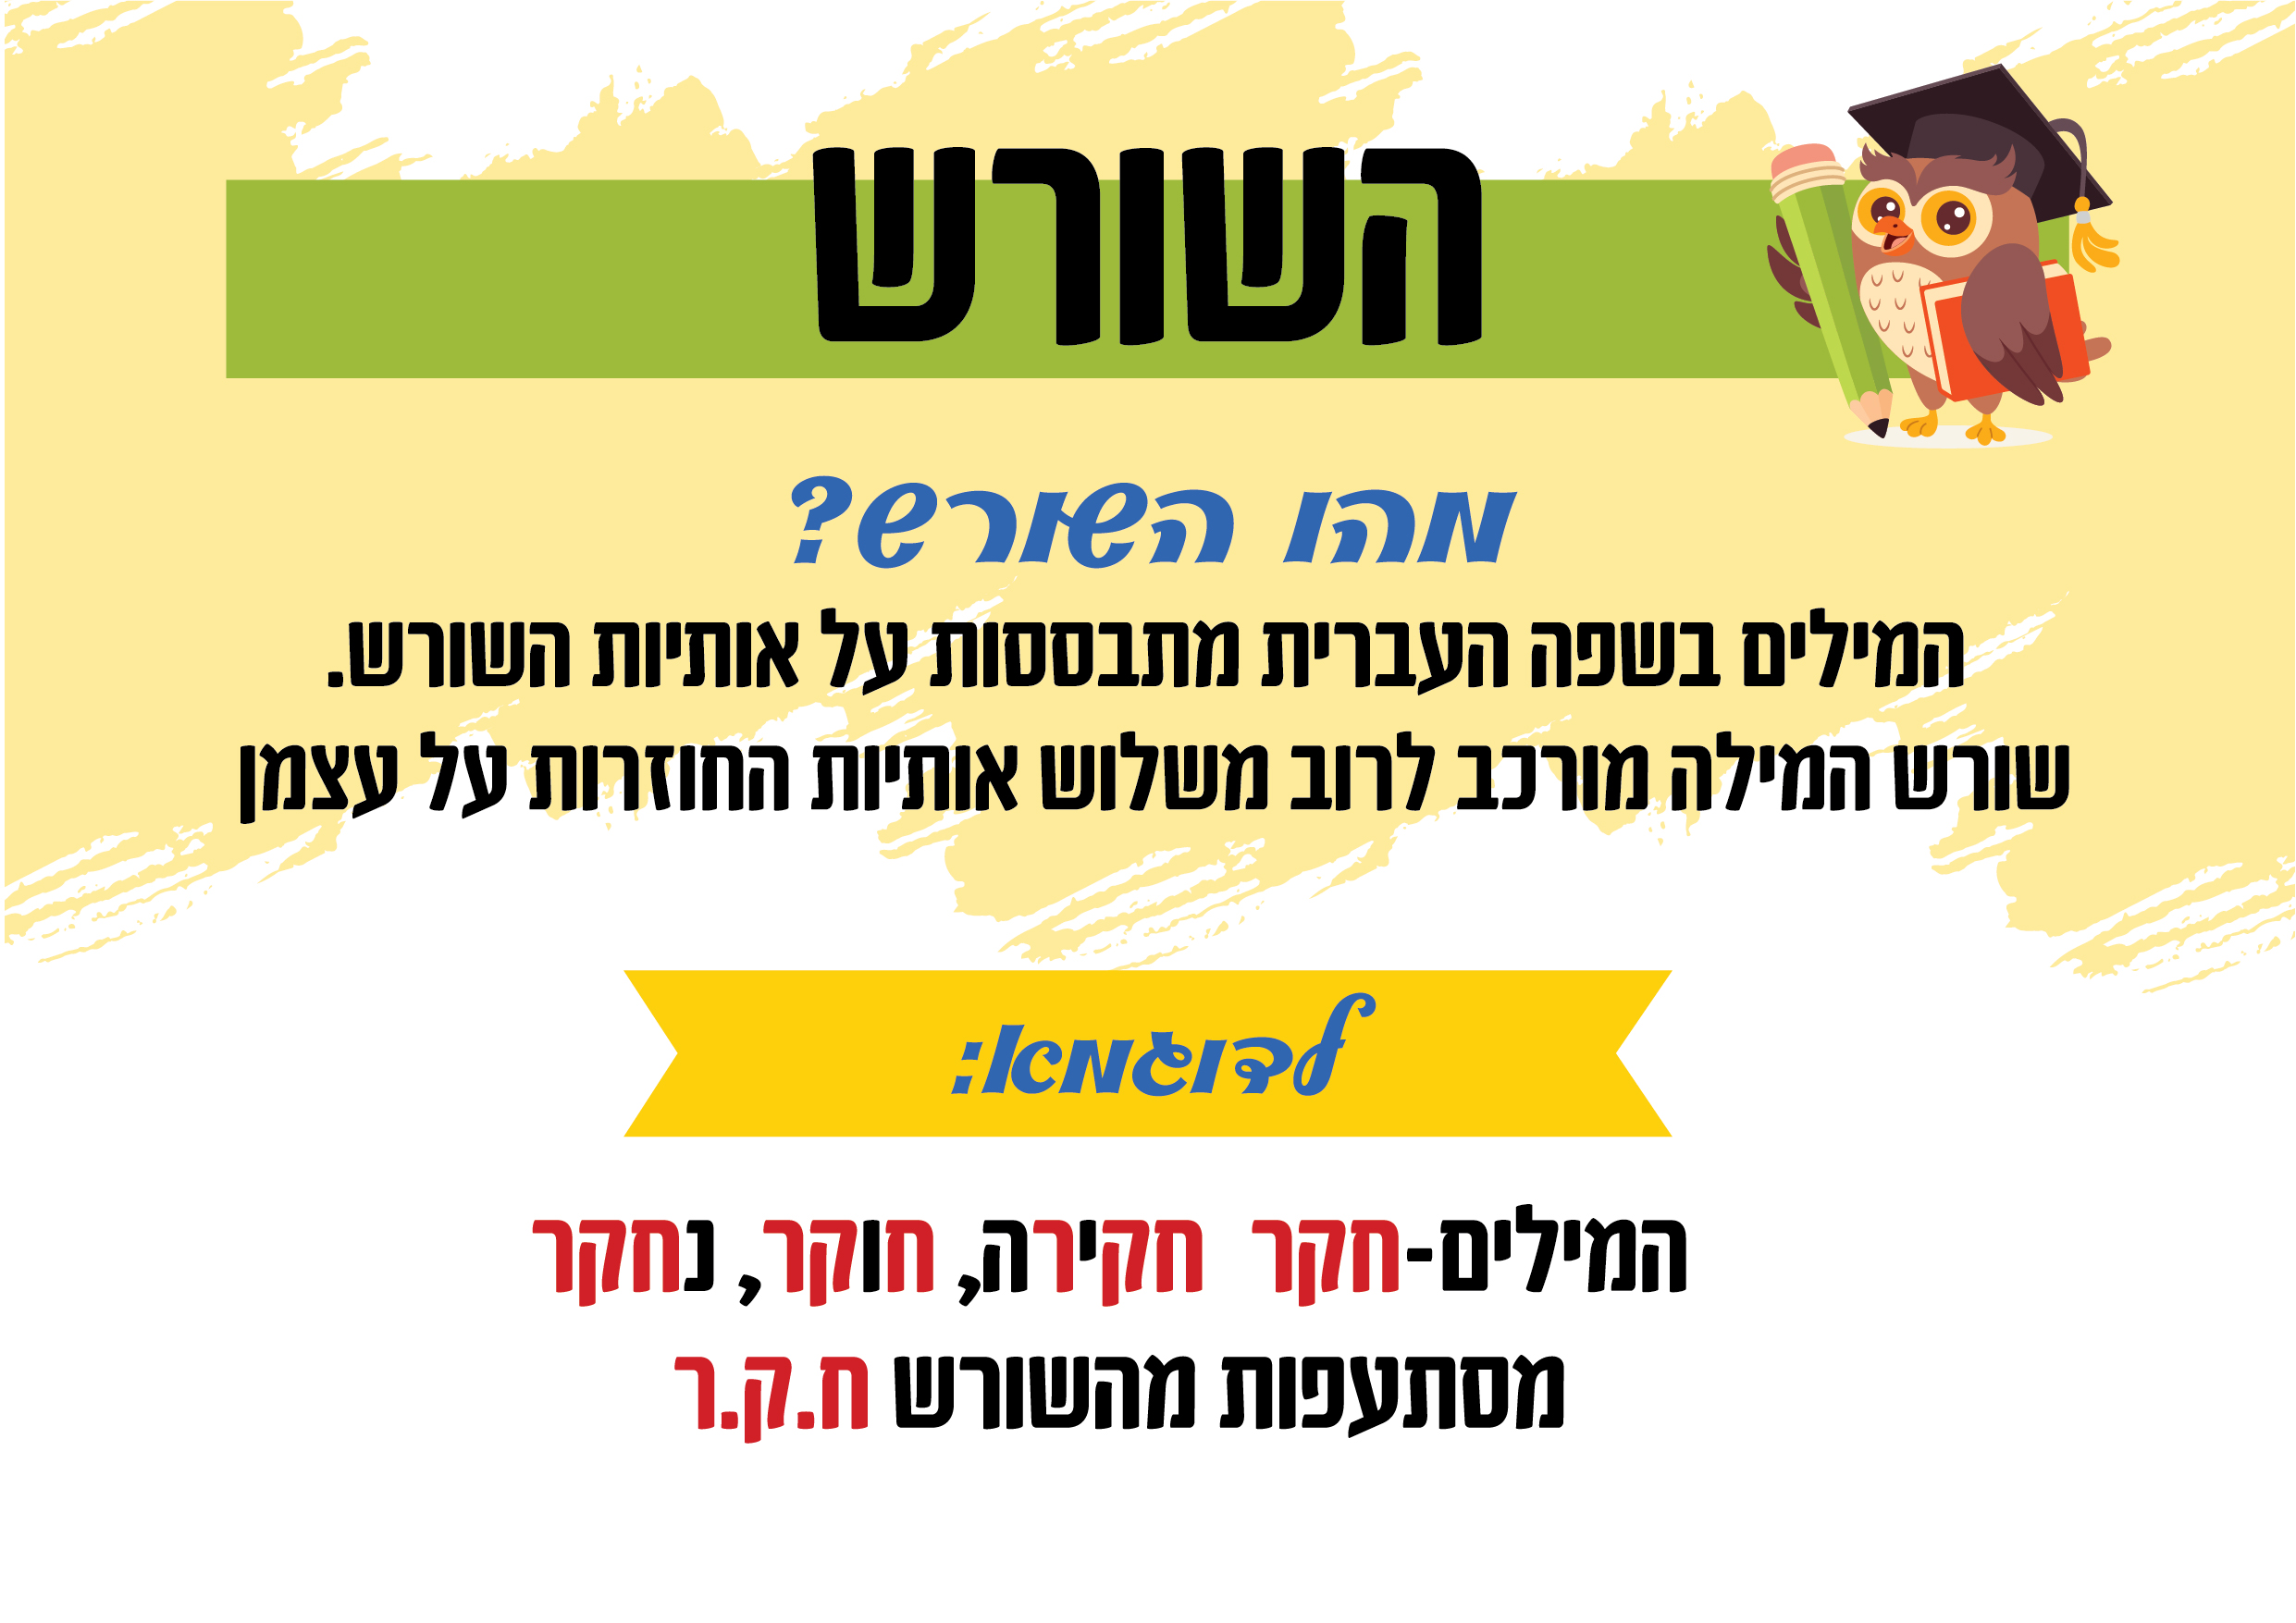 השורש
מהו השורש?
המילים בשפה העברית מתבססות על אותיות השורש.
שורש המילה מורכב לרוב משלוש אותיות החוזרות על עצמן
לדוגמא:
המילים-חקר חקירה, חוקר, נחקר
מסתעפות מהשורש ח.ק.ר